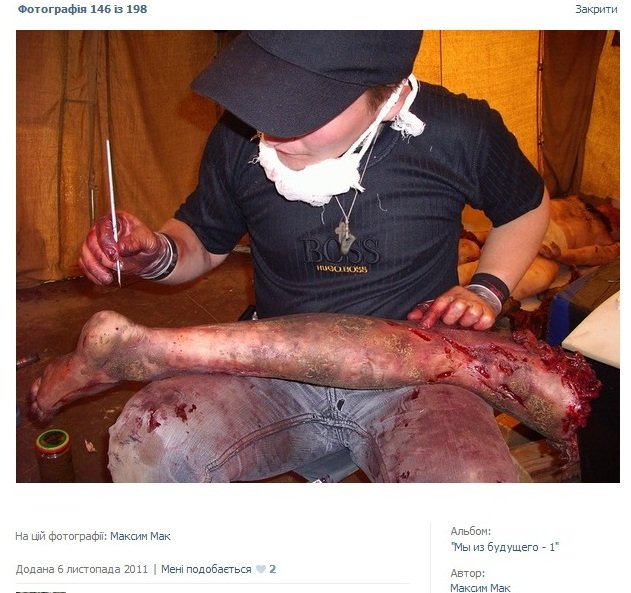 Фотографія 146 із 198
Закрити
BOSS
HUGO BOSS
На цій фотографії: Максим Мак
Додана 6 листопада 2011 | Мені подобається 2
Альбом:
"Мы из будущего - 1"
Автор:
Максим Мак